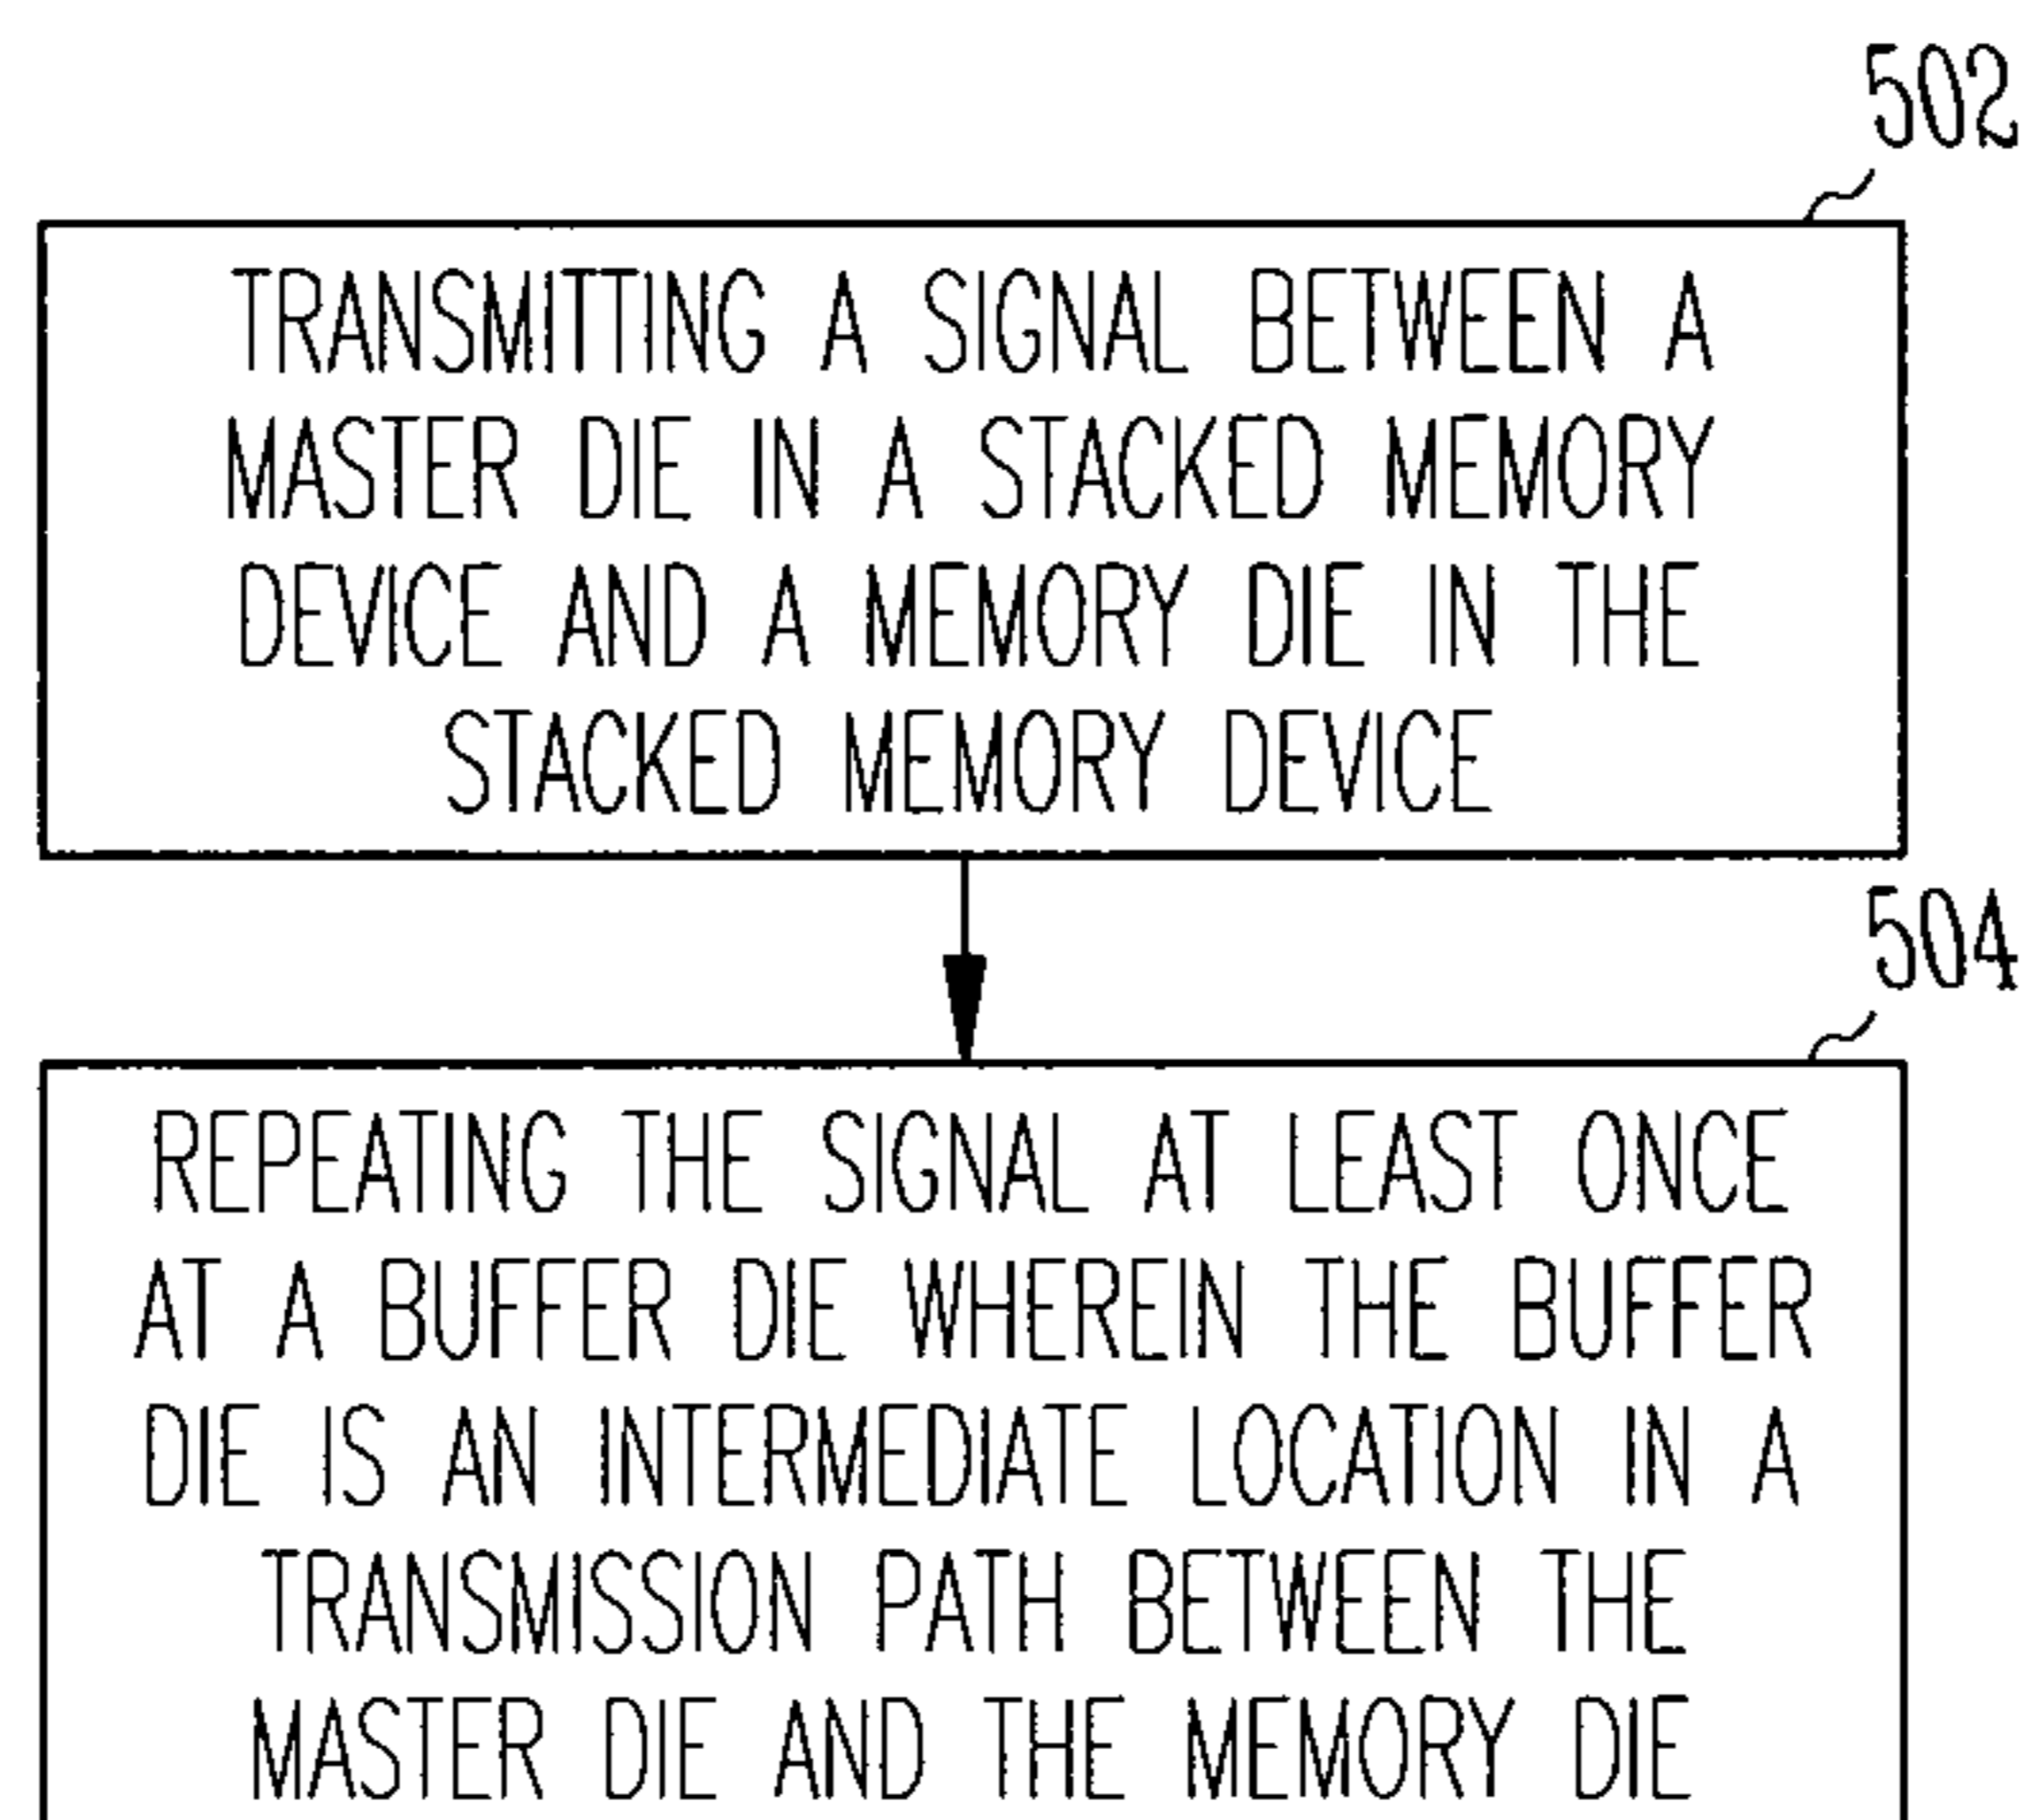 502
TRANSMITTING A SIGNAL BETWEEN A
MASTER DIE IN A STACKED MEMORY
DEVICE AND A MEMORY DIE IN THE
STACKED MEMORY DEVICE
504
REPEATING THE SIGNAL AT LEAST ONCE
AT A BUFFER DIE WHEREIN THE BUFFER
DIE IS AN INTERMEDIATE LOCATION IN A
TRANSMISSION PATH BETWEEN THE
MASTER DIE AND THE MEMORY DIE